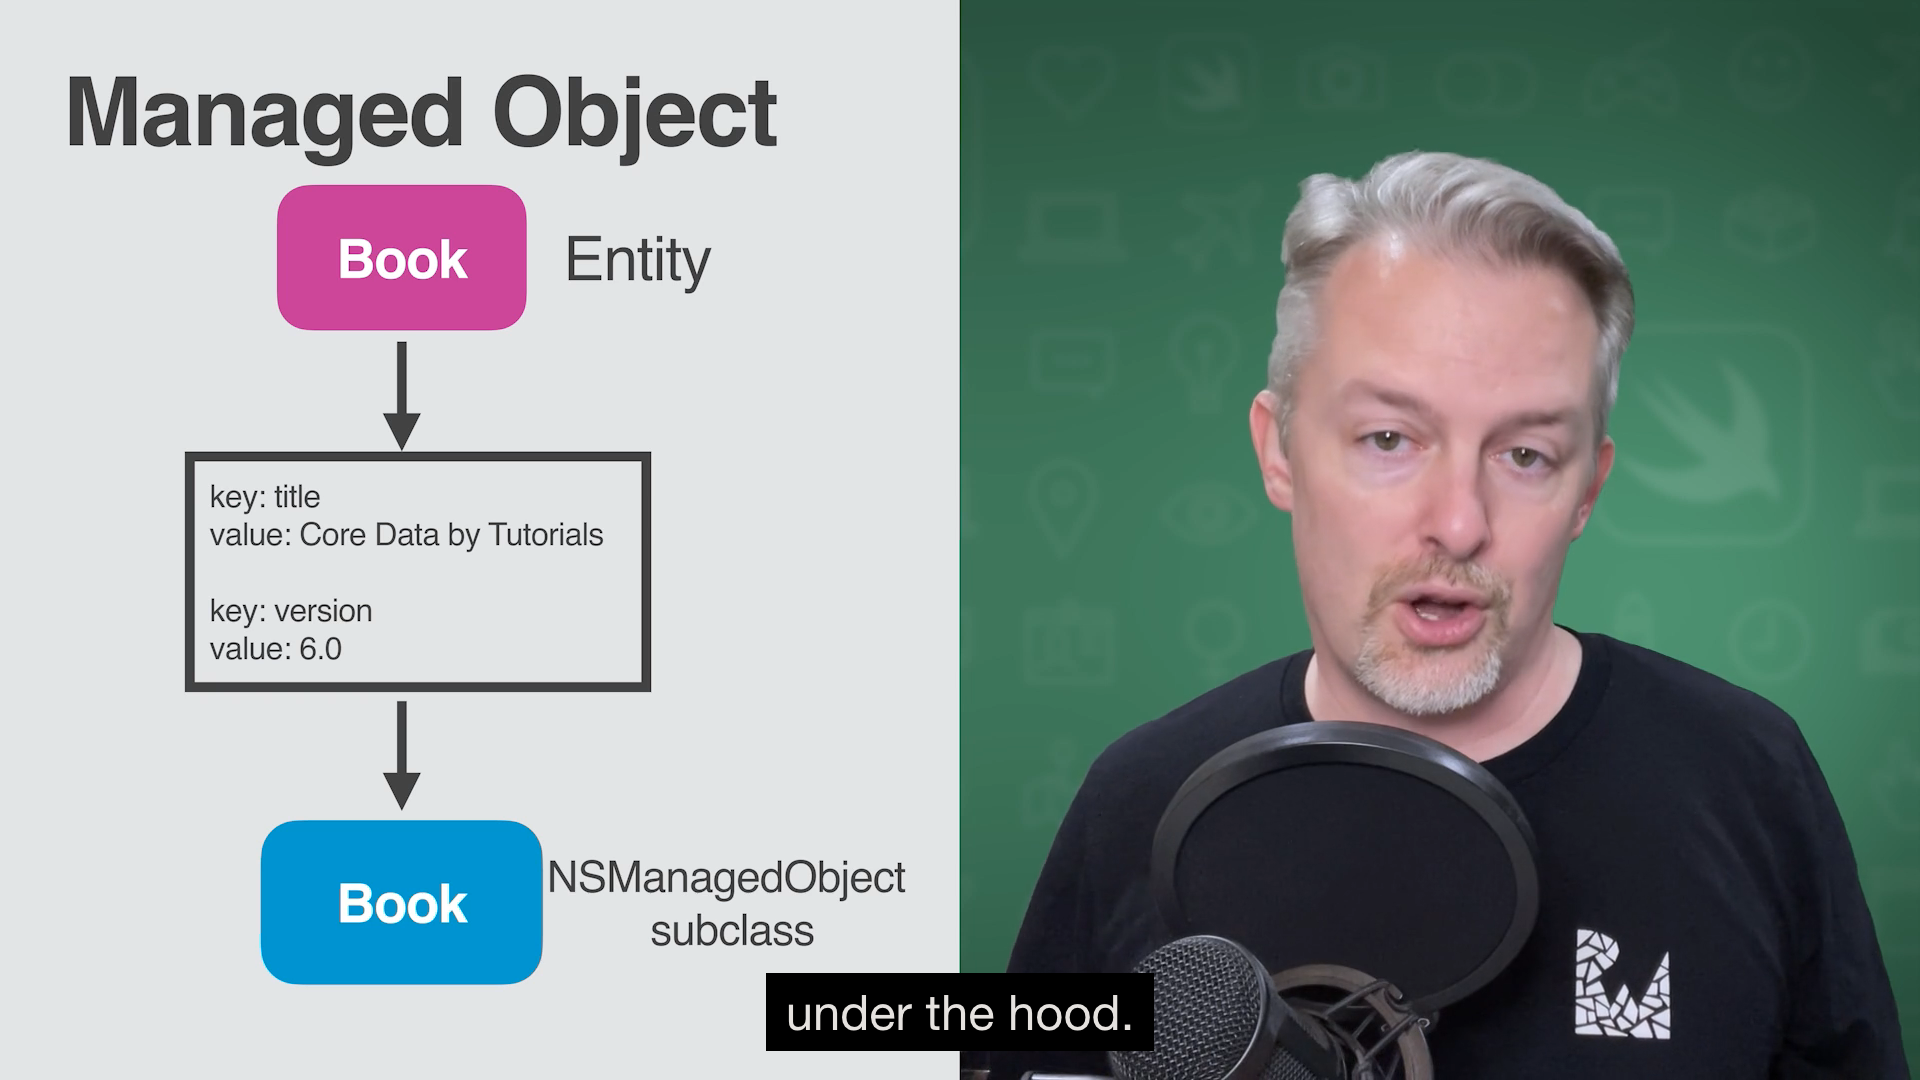 Managed Object
Book
Entity
key: title
value: Core Data by Tutorials
key: version
value: 6.0
Book
NSManagedObject
subclass
under the hood.
RW